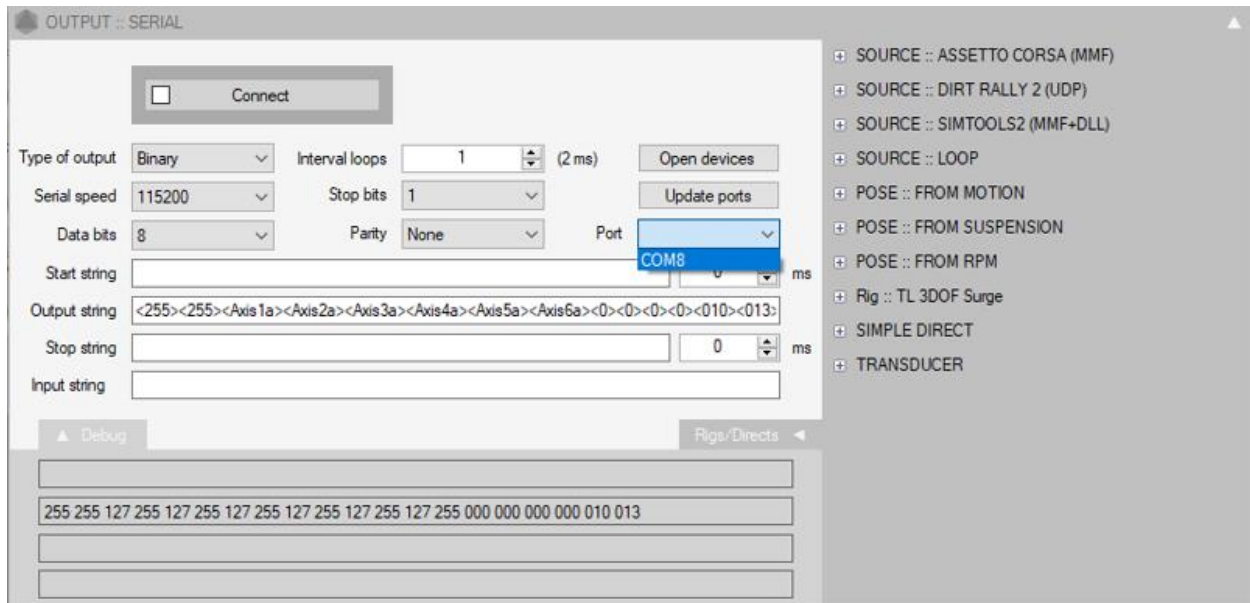 OUTPUT :: SERIAL
Connect
Type of output Binary Interval loops 1 (2 ms) Open devices
Serial speed 115200 Stop bits 1 Update ports
Data bits 8 Parity None Port
COM8
Start string 0 ms
Output string <255><255><Axis1a><Axis2a><Axis3a><Axis4a><Axis5a><Axis6a><0><0><0><0><010><013>
Stop string 0 ms
Input string
Debug Rigs/Directs
255 255 127 255 127 255 127 255 127 255 127 255 127 255 000 000 000 000 010 013
SOURCE :: ASSETTO CORSA (MMF)
SOURCE :: DIRT RALLY 2 (UDP)
SOURCE :: SIMTOOLS2 (MMF+DLL)
SOURCE :: LOOP
POSE :: FROM MOTION
POSE :: FROM SUSPENSION
POSE :: FROM RPM
Rig :: TL 3DOF Surge
SIMPLE DIRECT
TRANSDUCER